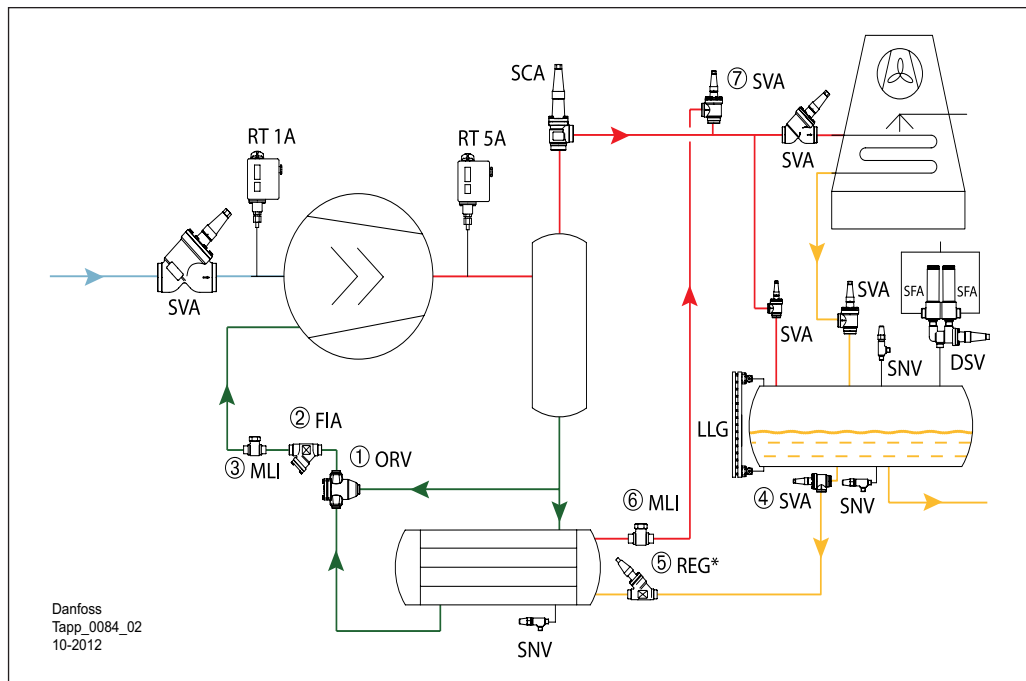 SCA
⑦ SVA
RT 1A
RT 5A
SVA
SVA
SVA
SVA
SFA
SFA
SNV
DSV
② FIA
LLG
① ORV
③ MLI
④ SVA
SNV
⑥ MLI
⑤ REG*
SNV
Danfoss
Tapp_0084_02
10-2012